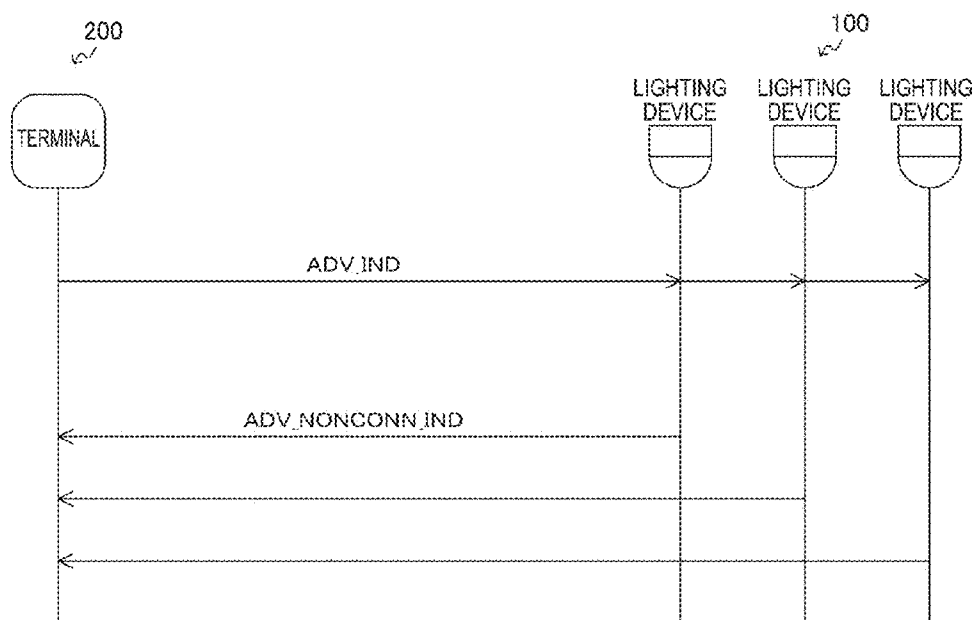 200
100
TERMINAL
LIGHTING
DEVICE
LIGHTING
DEVICE
LIGHTING
DEVICE
ADV_IND
ADV_NONCONN_IND